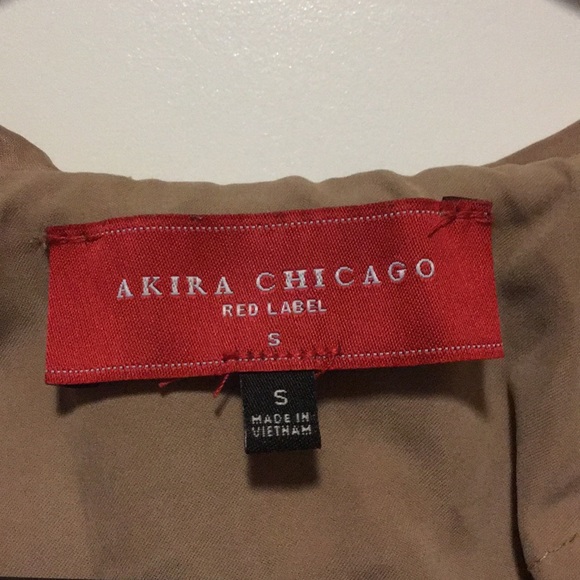 AKIRA CHICAGO
RED LABEL
S
S
MADE IN
VIETNAM